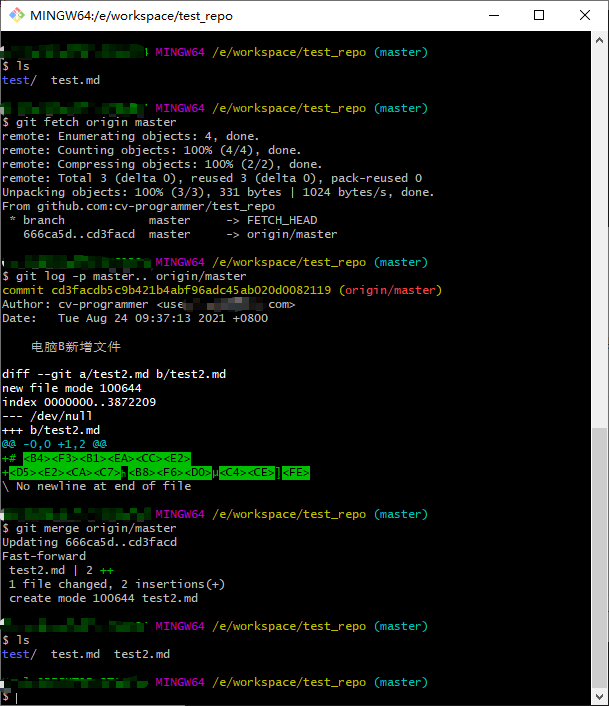 MINGW64:/e/workspace/test_repo
MINGW64 /e/workspace/test_repo (master)
$ ls
test/  test.md
MINGW64 /e/workspace/test_repo (master)
$ git fetch origin master
remote: Enumerating objects: 4, done.
remote: Counting objects: 100% (4/4), done.
remote: Compressing objects: 100% (2/2), done.
remote: Total 3 (delta 0), reused 3 (delta 0), pack-reused 0
Unpacking objects: 100% (3/3), 331 bytes | 1024 bytes/s, done.
From github.com:cv-programmer/test_repo
 * branch            master     -> FETCH_HEAD
   666ca5d..cd3facd  master     -> origin/master
MINGW64 /e/workspace/test_repo (master)
$ git log -p master.. origin/master
commit cd3facdb5c9b421b4abf96adc45ab020d0082119 (origin/master)
Author: cv-programmer <use com>
Date:   Tue Aug 24 09:37:13 2021 +0800
    电脑B新增文件
diff --git a/test2.md b/test2.md
new file mode 100644
index 0000000..3872209
--- /dev/null
+++ b/test2.md
@@ -0,0 +1,2 @@
+# <B4><F3><B1><EA><CC><E2>
+<D5><E2><CA><C7><B8><F6><D0>µ<C4><CE>ļ<FE>
\ No newline at end of file
MINGW64 /e/workspace/test_repo (master)
$ git merge origin/master
Updating 666ca5d..cd3facd
Fast-forward
 test2.md | 2 ++
 1 file changed, 2 insertions(+)
 create mode 100644 test2.md
MINGW64 /e/workspace/test_repo (master)
$ ls
test/  test.md  test2.md
MINGW64 /e/workspace/test_repo (master)
$